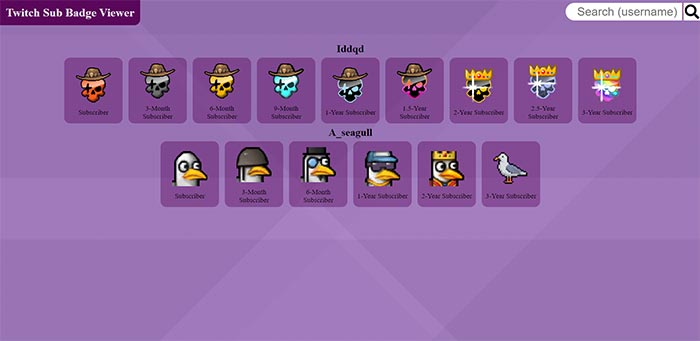 Twitch Sub Badge Viewer
Search (username)
Iddqd
Subscriber
3-Month
Subscriber
6-Month
Subscriber
9-Month
Subscriber
1-Year Subscriber
1.5-Year
Subscriber
2-Year Subscriber
2.5-Year
Subscriber
3-Year Subscriber
A_seagull
Subscriber
3-Month
Subscriber
6-Month
Subscriber
1-Year Subscriber
2-Year Subscriber
3-Year Subscriber